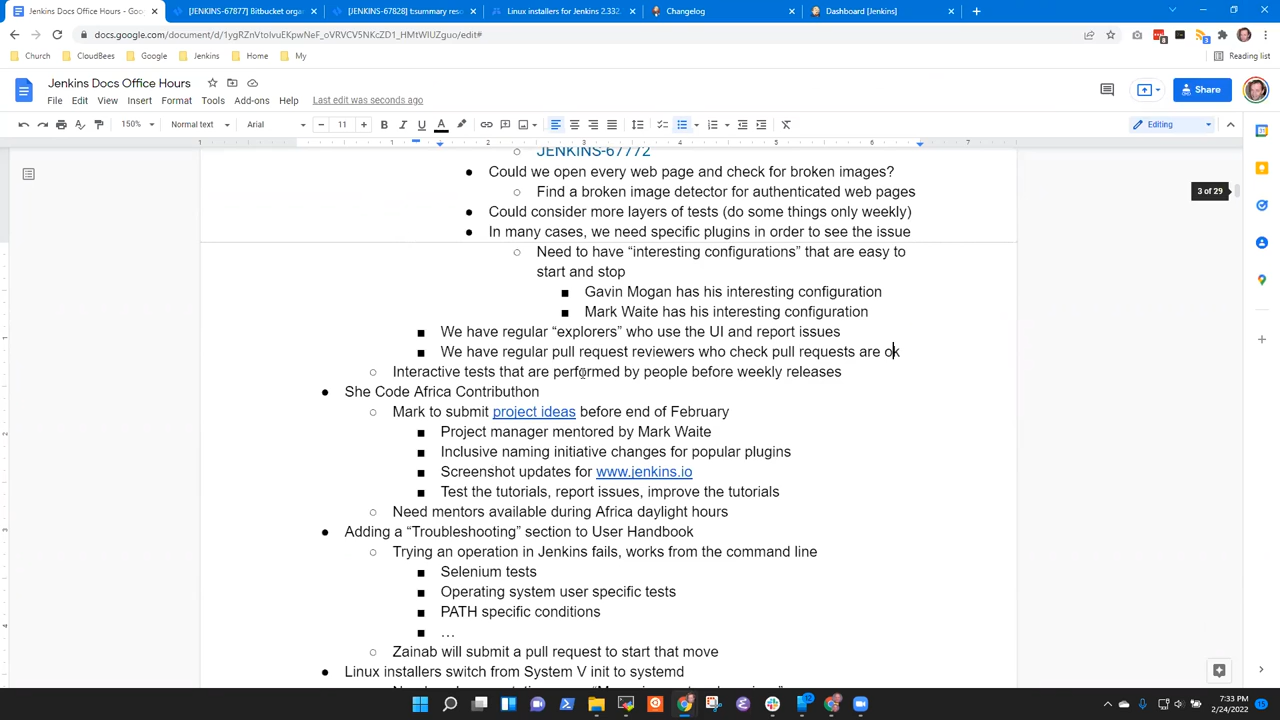 Jenkins Docs Office Hours - Goo
[JENKINS-67877] Bitbucket orga
[JENKINS-67828] t:summary reso
Linux installers for Jenkins 2.332.
Changelog
Dashboard [Jenkins]
docs.google.com/document/d/1ygRZnVtoIvuEKpwNeF_oVRVCV5NKcZD1_HMtWlUZguo/edit#
Church
CloudBees
Google
Jenkins
Home
My
Reading list
Jenkins Docs Office Hours
File Edit View Insert Format Tools Add-ons Help Last edit was seconds ago
Share
150% Normal text Arial 11 Editing
3 of 29
JENKINS-67772
Could we open every web page and check for broken images?
Find a broken image detector for authenticated web pages
Could consider more layers of tests (do some things only weekly)
In many cases, we need specific plugins in order to see the issue
Need to have “interesting configurations” that are easy to
start and stop
Gavin Mogan has his interesting configuration
Mark Waite has his interesting configuration
We have regular “explorers” who use the UI and report issues
We have regular pull request reviewers who check pull requests are ok
Interactive tests that are performed by people before weekly releases
She Code Africa Contributhon
Mark to submit project ideas before end of February
Project manager mentored by Mark Waite
Inclusive naming initiative changes for popular plugins
Screenshot updates for www.jenkins.io
Test the tutorials, report issues, improve the tutorials
Need mentors available during Africa daylight hours
Adding a “Troubleshooting” section to User Handbook
Trying an operation in Jenkins fails, works from the command line
Selenium tests
Operating system user specific tests
PATH specific conditions
…
Zainab will submit a pull request to start that move
Linux installers switch from System V init to systemd
7:33 PM
2/24/2022